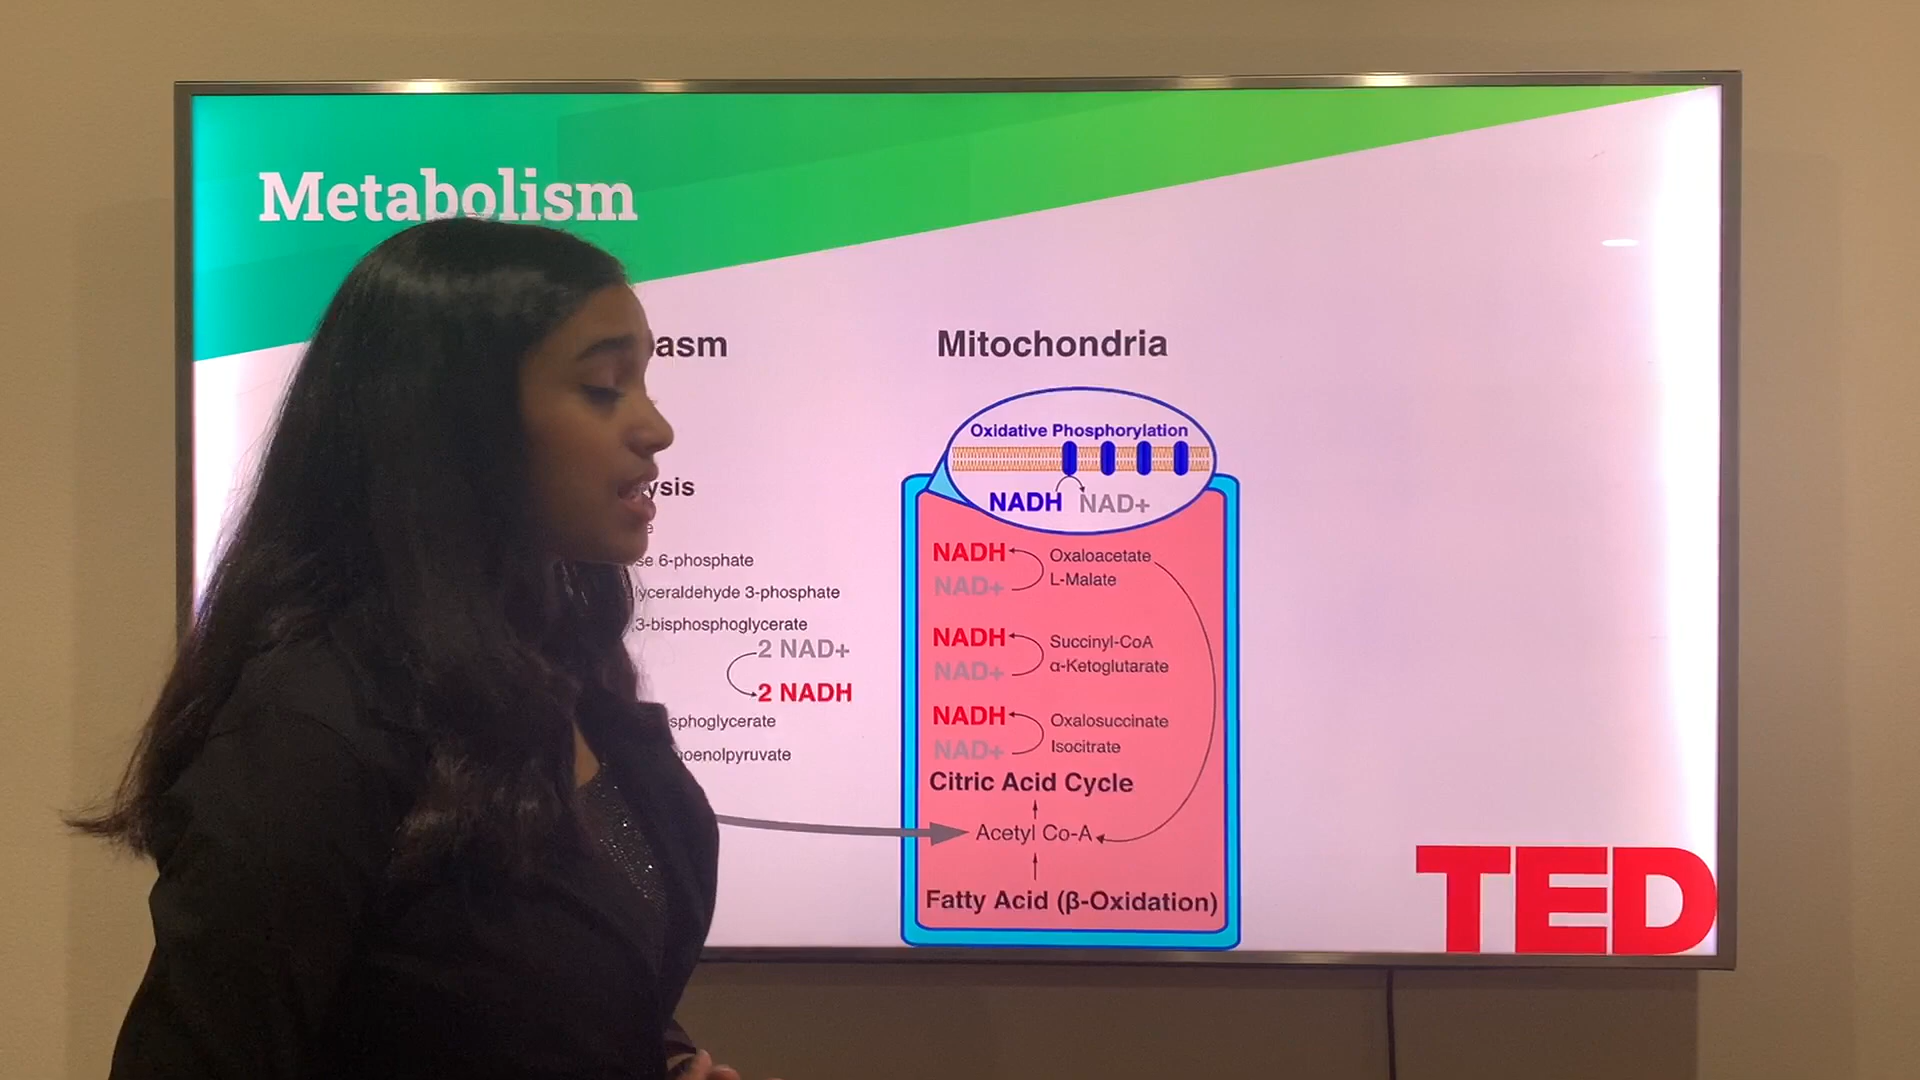 Metabolism
asm
Mitochondria
Oxidative Phosphorylation
NADH NAD+
ysis
se 6-phosphate
lyceraldehyde 3-phosphate
,3-bisphosphoglycerate
2 NAD+
2 NADH
sphoglycerate
oenolpyruvate
NADH
NAD+
Oxaloacetate
L-Malate
NADH
NAD+
Succinyl-CoA
α-Ketoglutarate
NADH
NAD+
Oxalosuccinate
Isocitrate
Citric Acid Cycle
Acetyl Co-A
Fatty Acid (β-Oxidation)
TED